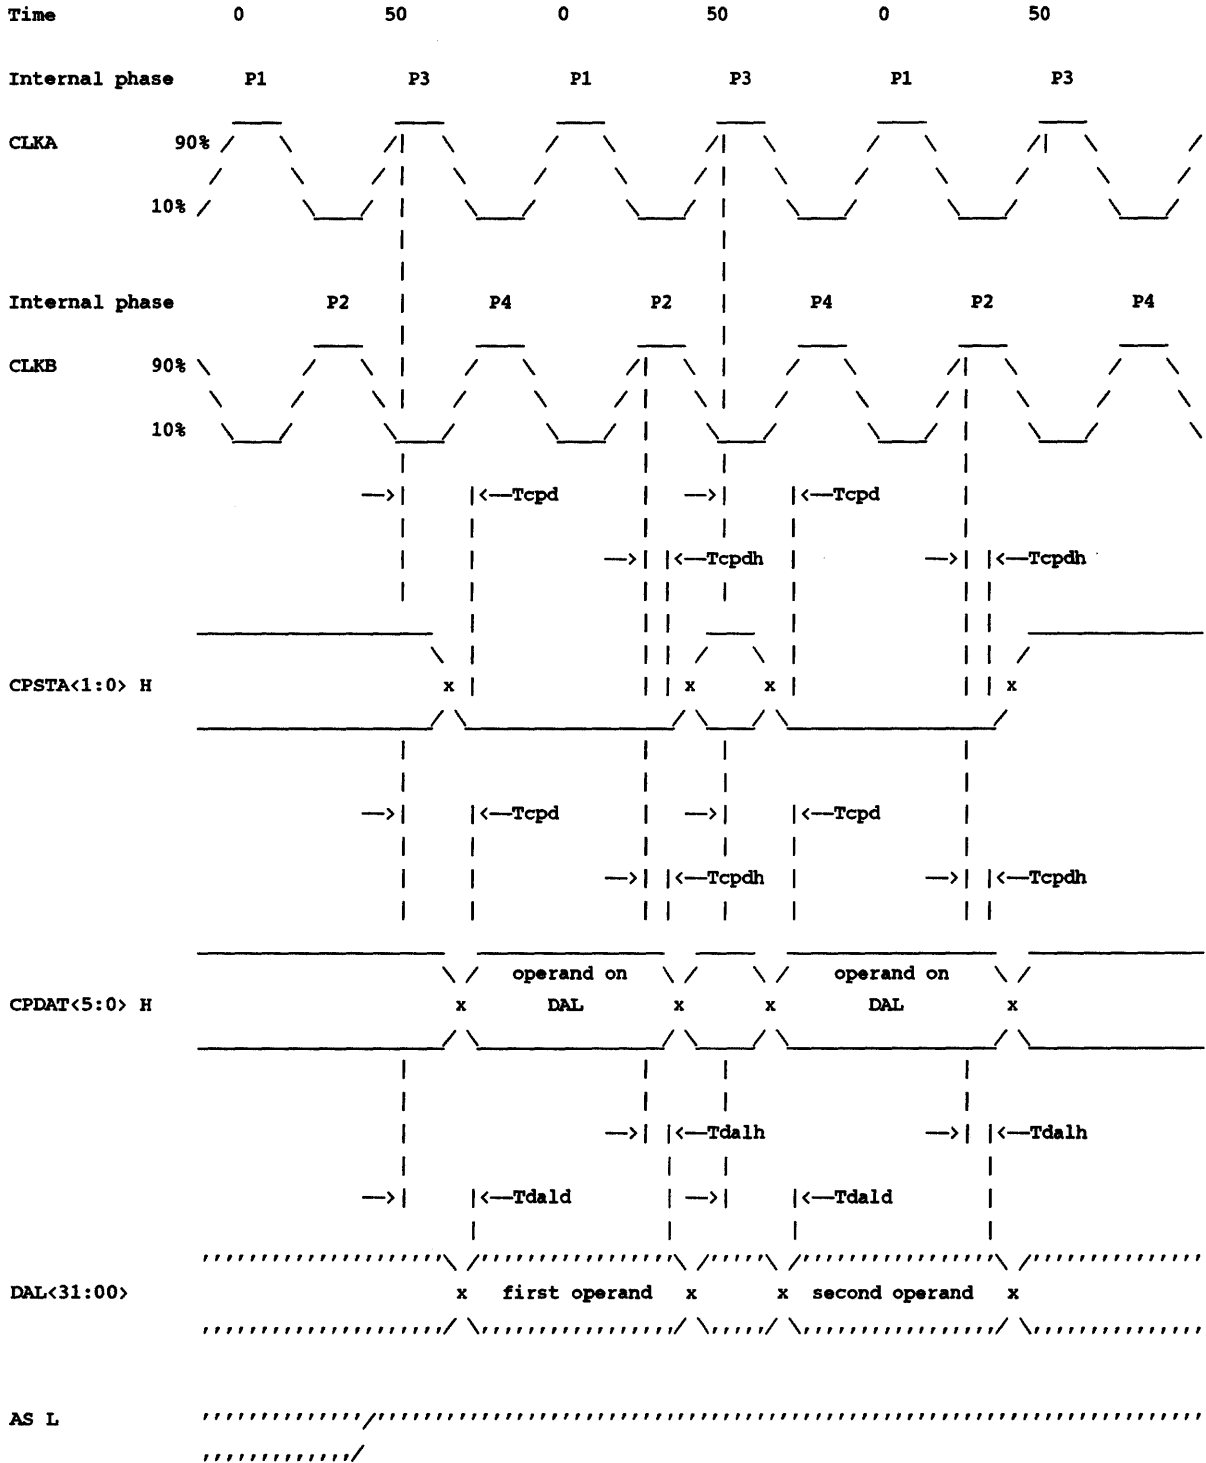 Time 0 50 0 50 0 50
Internal phase P1 P3 P1 P3 P1 P3
CLKA 90%
10%
Internal phase P2 P4 P2 P4 P2 P4
CLKB 90%
10%
-->| |<--Tcpd -->| |<--Tcpd
-->| |<--Tcpdh -->| |<--Tcpdh
CPSTA<1:0> H x x x x
-->| |<--Tcpd -->| |<--Tcpd
-->| |<--Tcpdh -->| |<--Tcpdh
operand on operand on
CPDAT<5:0> H x DAL x x DAL x
-->| |<--Tdalh -->| |<--Tdalh
-->| |<--Tdald -->| |<--Tdald
DAL<31:00> x first operand x x second operand x
AS L